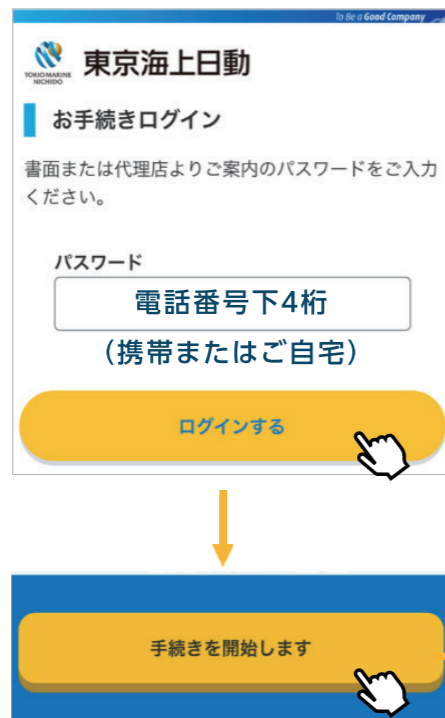 To Be a Good Company
TOKIO MARINE
NICHIDO
東京海上日動
お手続きログイン
書面または代理店よりご案内のパスワードをご入力
ください。
パスワード
電話番号下4桁
（携帯またはご自宅）
ログインする
手続きを開始します